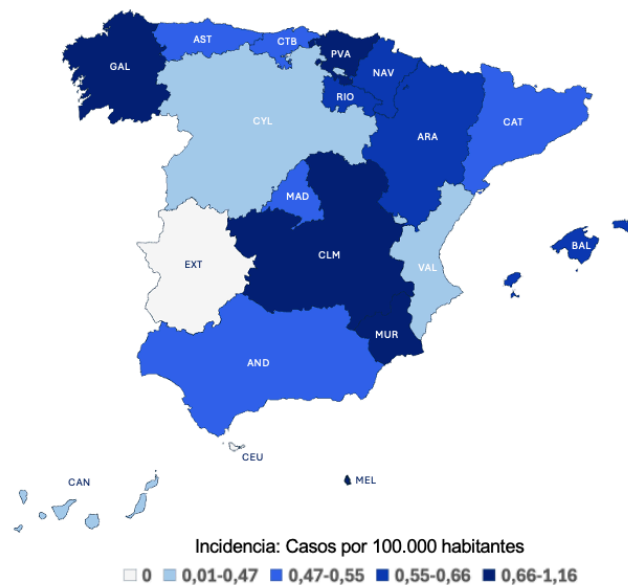 AST
CTB
GAL
PVA
NAV
RIO
CYL
CAT
ARA
MAD
BAL
EXT
CLM
VAL
MUR
AND
CEU
CAN
MEL
Incidencia: Casos por 100.000 habitantes
0 0,01-0,47 0,47-0,55 0,55-0,66 0.66-1,16